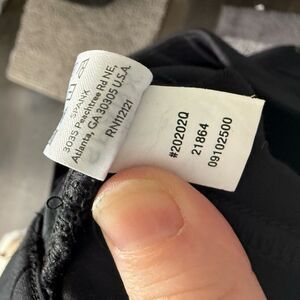 SPANX
3035 Peachtree Rd NE,
Atlanta, GA 30305 U.S.A.
RN112121
#20202Q
21864
09102500